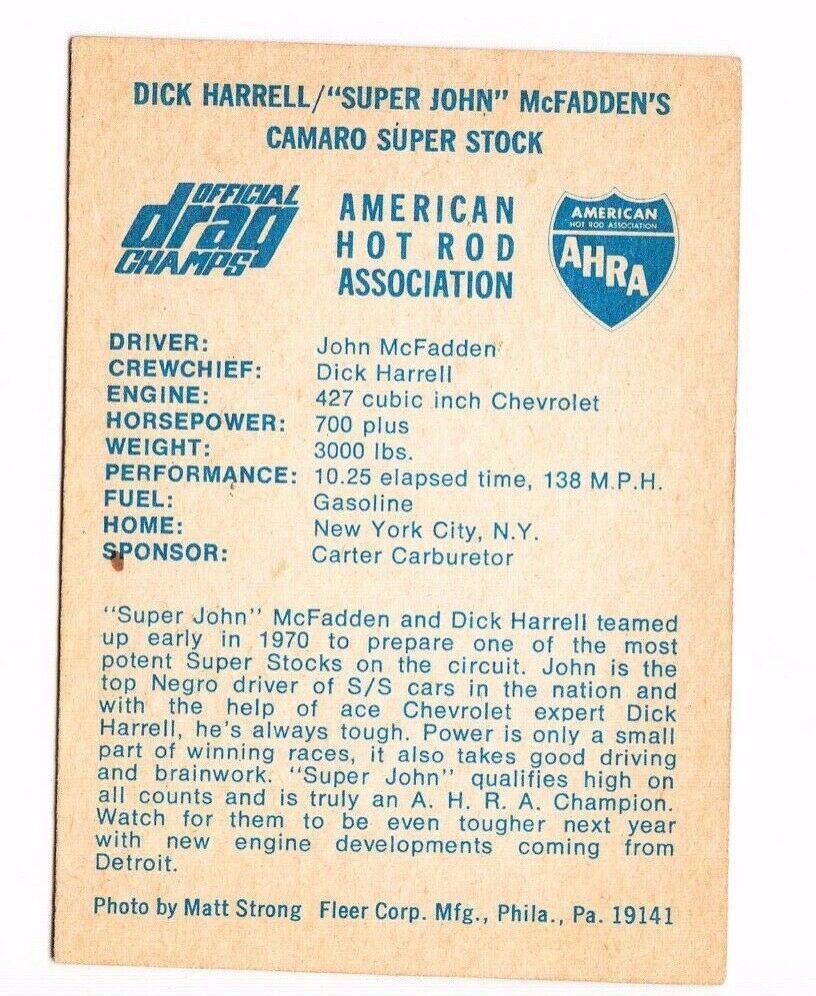 DICK HARRELL/"SUPER JOHN" McFADDEN'S
CAMARO SUPER STOCK
OFFICIAL
drag
CHAMPS
AMERICAN
HOT ROD
ASSOCIATION
AMERICAN
HOT ROD ASSOCIATION
AHRA
DRIVER: John McFadden
CREWCHIEF: Dick Harrell
ENGINE: 427 cubic inch Chevrolet
HORSEPOWER: 700 plus
WEIGHT: 3000 lbs.
PERFORMANCE: 10.25 elapsed time, 138 M.P.H.
FUEL: Gasoline
HOME: New York City, N.Y.
SPONSOR: Carter Carburetor
"Super John" McFadden and Dick Harrell teamed
up early in 1970 to prepare one of the most
potent Super Stocks on the circuit. John is the
top Negro driver of S/S cars in the nation and
with the help of ace Chevrolet expert Dick
Harrell, he's always tough. Power is only a small
part of winning races, it also takes good driving
and brainwork. "Super John" qualifies high on
all counts and is truly an A. H. R. A. Champion.
Watch for them to be even tougher next year
with new engine developments coming from
Detroit.
Photo by Matt Strong Fleer Corp. Mfg., Phila., Pa. 19141